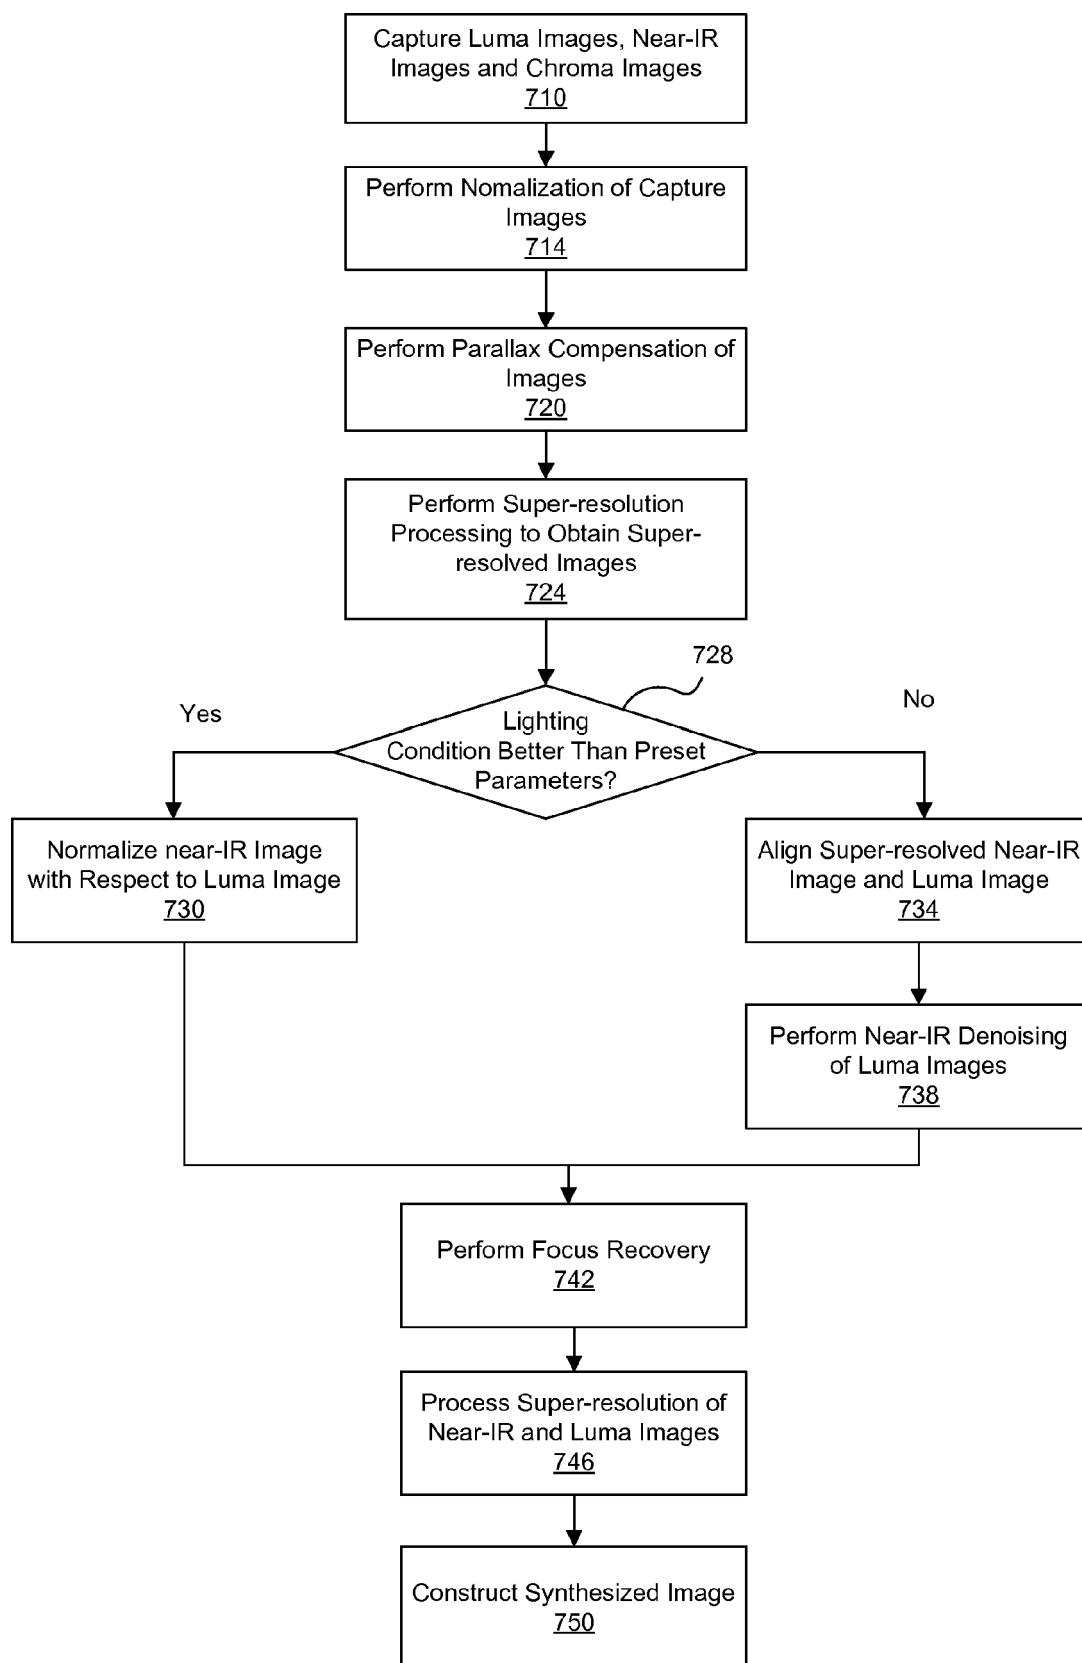 Capture Luma Images, Near-IR
Images and Chroma Images
710
Perform Nomalization of Capture
Images
714
Perform Parallax Compensation of
Images
720
Perform Super-resolution
Processing to Obtain Super-
resolved Images
724
728
Yes
No
Lighting
Condition Better Than Preset
Parameters?
Normalize near-IR Image
with Respect to Luma Image
730
Align Super-resolved Near-IR
Image and Luma Image
734
Perform Near-IR Denoising
of Luma Images
738
Perform Focus Recovery
742
Process Super-resolution of
Near-IR and Luma Images
746
Construct Synthesized Image
750